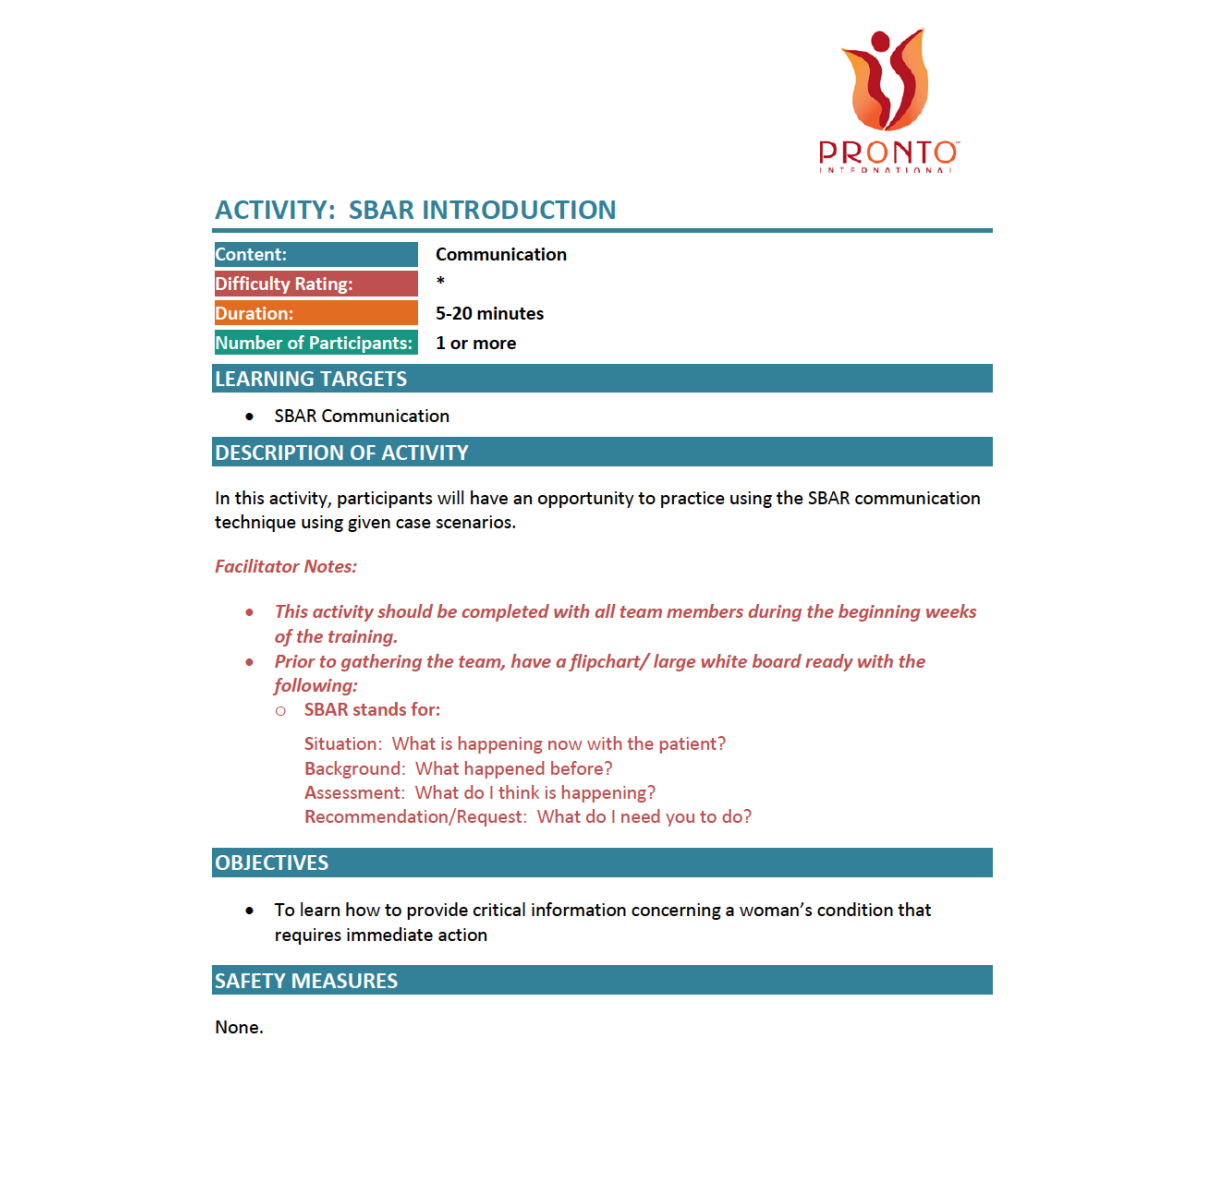 PRONTO
INTERNATIONAL
ACTIVITY:  SBAR INTRODUCTION
Content: Communication
Difficulty Rating: *
Duration: 5-20 minutes
Number of Participants: 1 or more
LEARNING TARGETS
• SBAR Communication
DESCRIPTION OF ACTIVITY
In this activity, participants will have an opportunity to practice using the SBAR communication
technique using given case scenarios.
Facilitator Notes:
• This activity should be completed with all team members during the beginning weeks
of the training.
• Prior to gathering the team, have a flipchart/ large white board ready with the
following:
o SBAR stands for:
Situation:  What is happening now with the patient?
Background:  What happened before?
Assessment:  What do I think is happening?
Recommendation/Request:  What do I need you to do?
OBJECTIVES
• To learn how to provide critical information concerning a woman’s condition that
requires immediate action
SAFETY MEASURES
None.